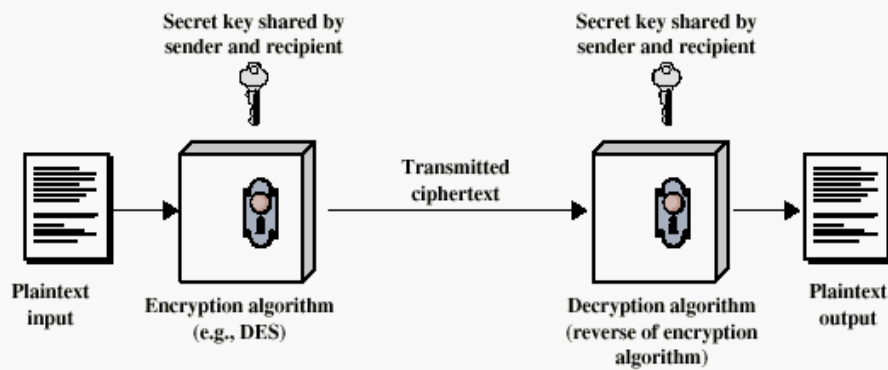 Secret key shared by
sender and recipient
Secret key shared by
sender and recipient
Transmitted
ciphertext
Plaintext
input
Encryption algorithm
(e.g., DES)
Decryption algorithm
(reverse of encryption
algorithm)
Plaintext
output